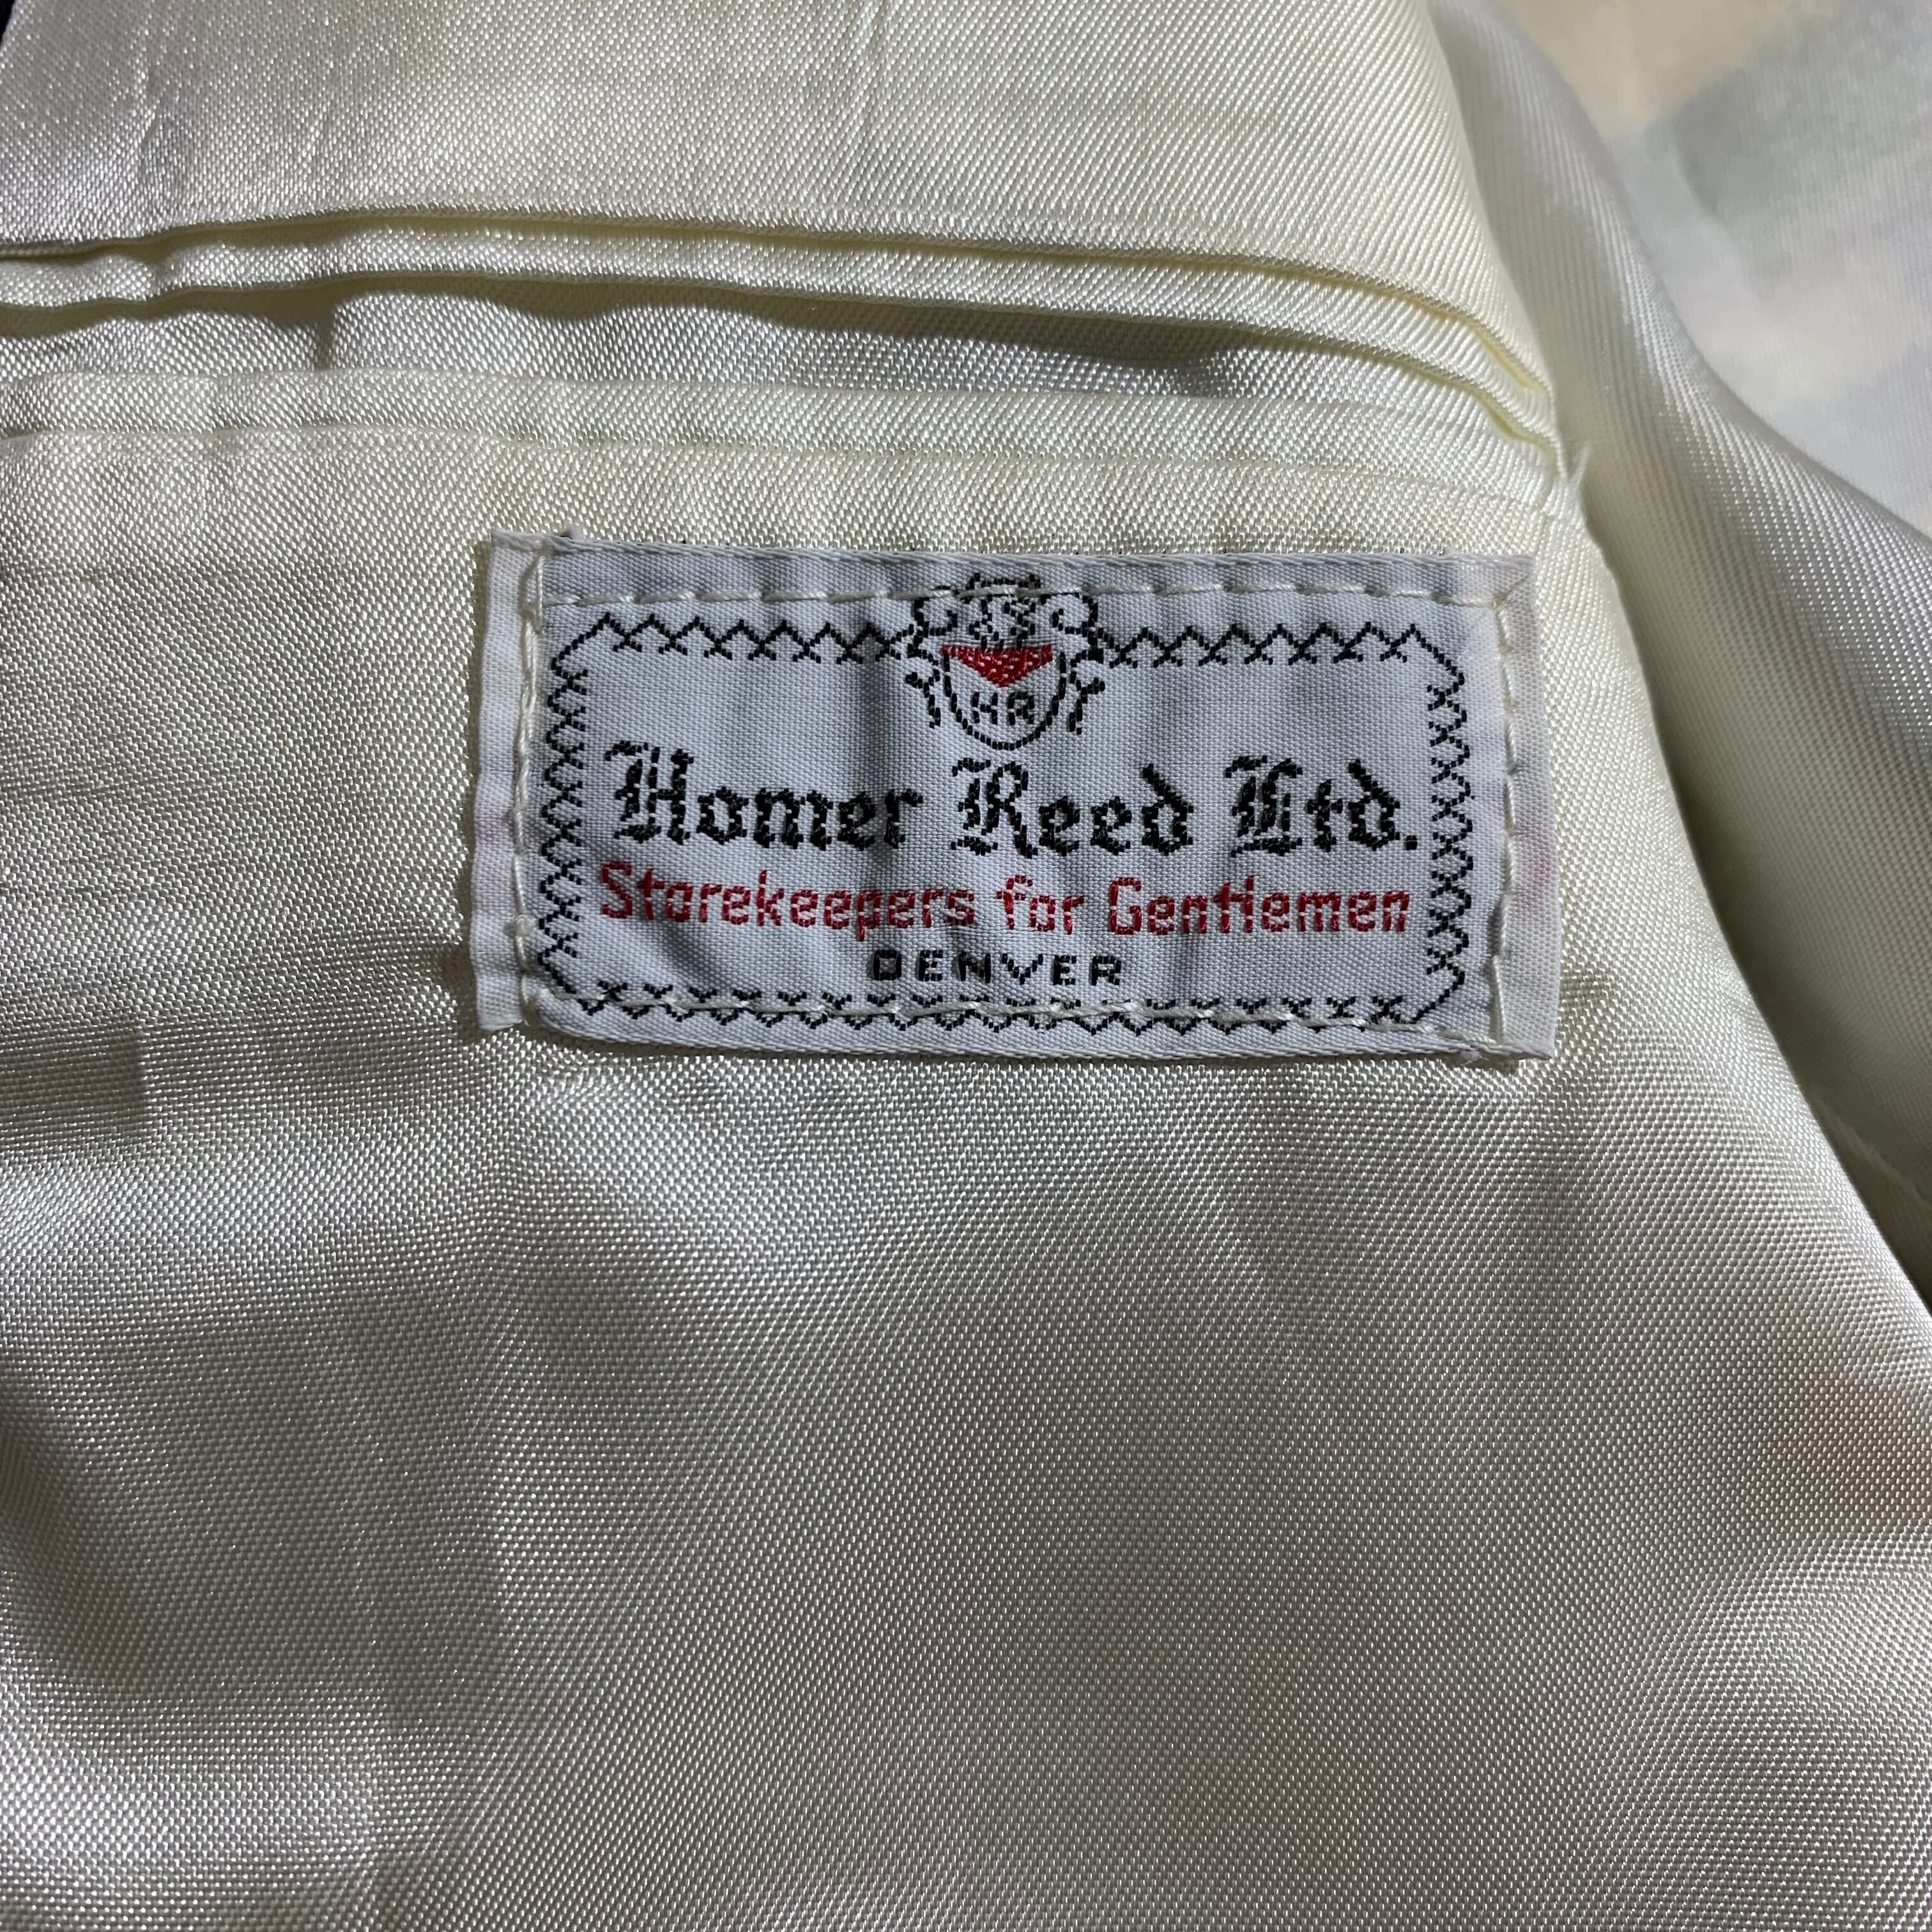 HR
Homer Reed Ltd.
Storekeepers for Gentlemen
DENVER